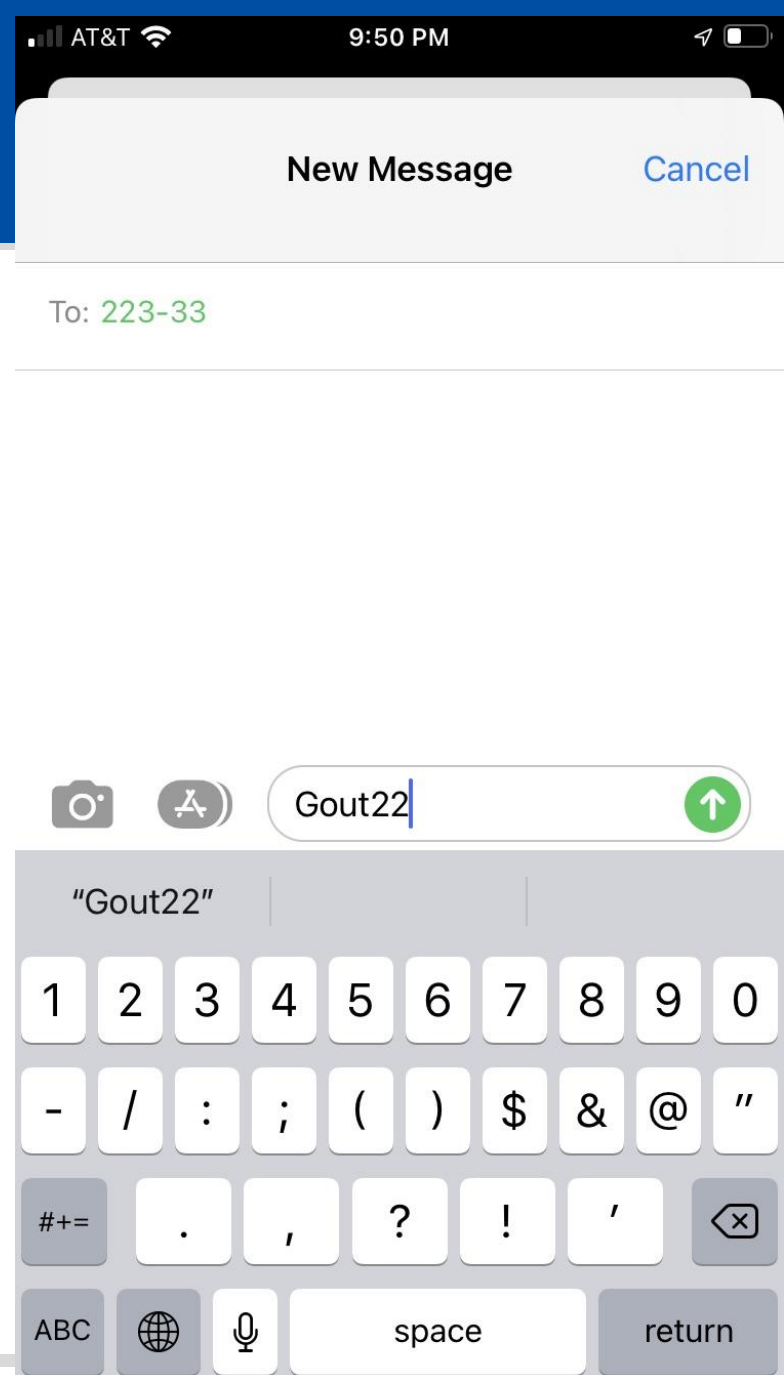 AT&T 9:50 PM
New Message Cancel
To: 223-33
Gout22
“Gout22”
1 2 3 4 5 6 7 8 9 0
- / : ; ( ) $ & @ "
#+= . , ? ! '
ABC space return